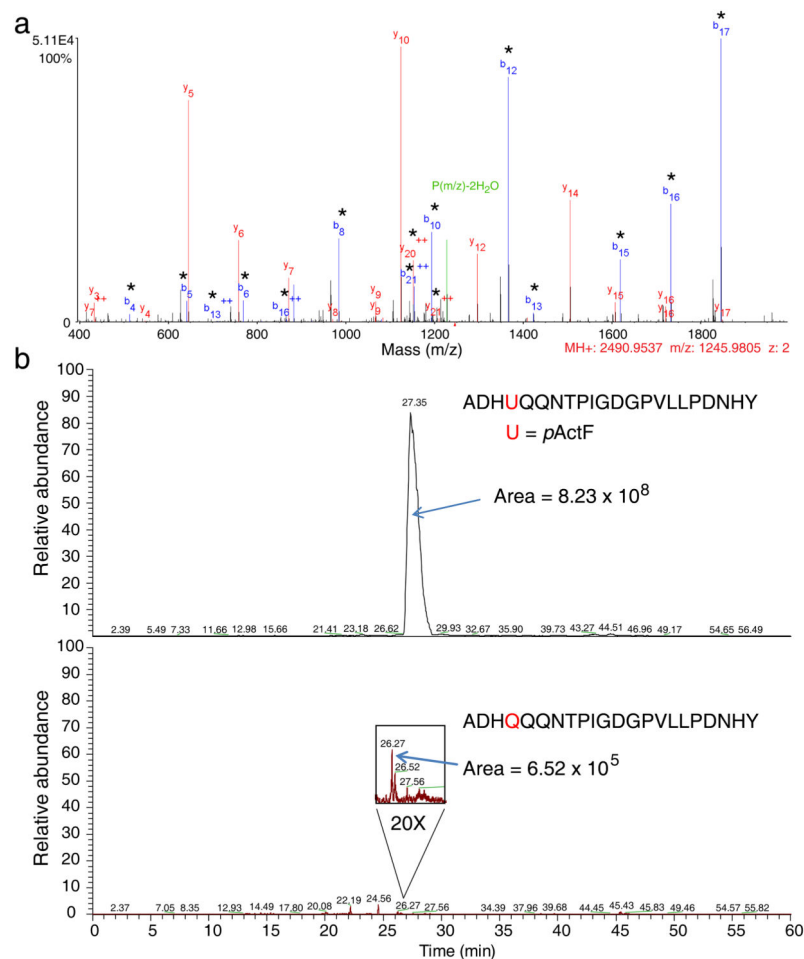 a
5.11E4
100%
0
y10
*
b17
*
b12
y5
P(m/z)-2H2O
*
b8
*
b10
y14
*
b16
y6
*
y20 ++
y12
*
b15
y7
*
b21 ++
y3
++
y7
*
b4
y4
*
b5
*
b13 ++
*
b6
*
b16 ++
y8
y9
y9
*
y21 ++
*
b13
y15
y16
y16
y17
400 600 800 1000 1200 1400 1600 1800
Mass (m/z)
MH+: 2490.9537 m/z: 1245.9805 z: 2
b
Relative abundance
100
90
80
70
60
50
40
30
20
10
27.35
ADHUQQNTPIGDGPVLLPDNHY
U = pActF
Area = 8.23 x 10^8
2.39 5.49 7.33 11.66 12.98 15.66 21.41 23.18 26.62 29.93 32.67 35.90 39.73 43.27 44.51 46.96 49.17 54.65 56.49
Relative abundance
100
90
80
70
60
50
40
30
20
10
0
ADHQQQNTPIGDGPVLLPDNHY
26.27
26.52
27.56
Area = 6.52 x 10^5
20X
2.37 7.05 8.35 12.93 14.49 17.80 20.08 22.19 24.56 26.27 27.56 34.39 37.96 39.68 44.45 45.43 45.83 49.46 54.57 55.82
0 5 10 15 20 25 30 35 40 45 50 55 60
Time (min)